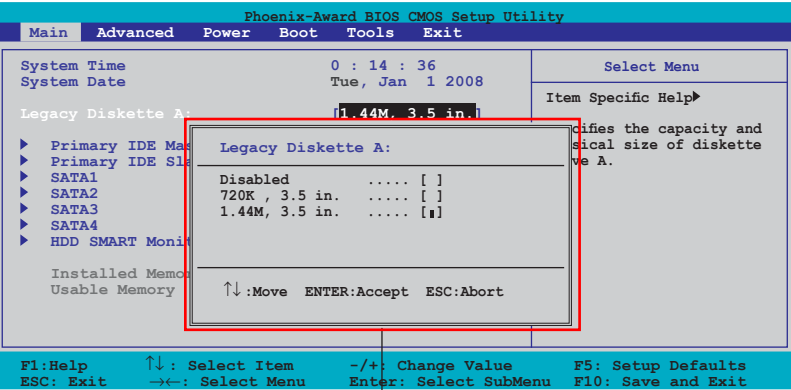 Phoenix-Award BIOS CMOS Setup Utility
Main Advanced Power Boot Tools Exit
System Time 0 : 14 : 36
System Date Tue, Jan 1 2008
Legacy Diskette A: [1.44M, 3.5 in.]
Primary IDE Mas
Primary IDE Sla
SATA1
SATA2
SATA3
SATA4
HDD SMART Monit
Installed Memo
Usable Memory
Select Menu
Item Specific Help
cifies the capacity and
sical size of diskette
ve A.
Legacy Diskette A:
Disabled ..... [ ]
720K , 3.5 in. ..... [ ]
1.44M, 3.5 in. ..... [▮]
↑↓ :Move ENTER:Accept ESC:Abort
F1:Help ↑↓ : Select Item -/+: Change Value F5: Setup Defaults
ESC: Exit →←: Select Menu Enter: Select SubMenu F10: Save and Exit